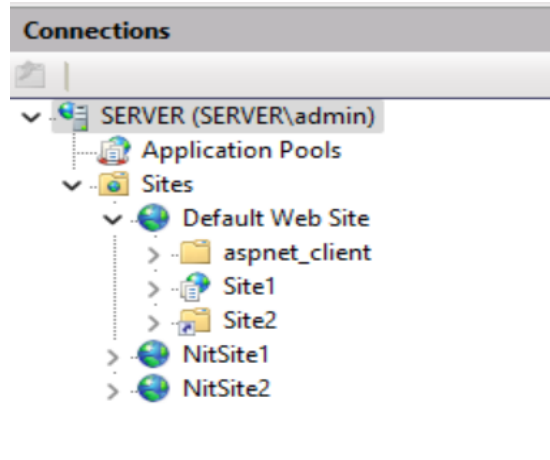 Connections
SERVER (SERVER\admin)
Application Pools
Sites
Default Web Site
aspnet_client
Site1
Site2
NitSite1
NitSite2